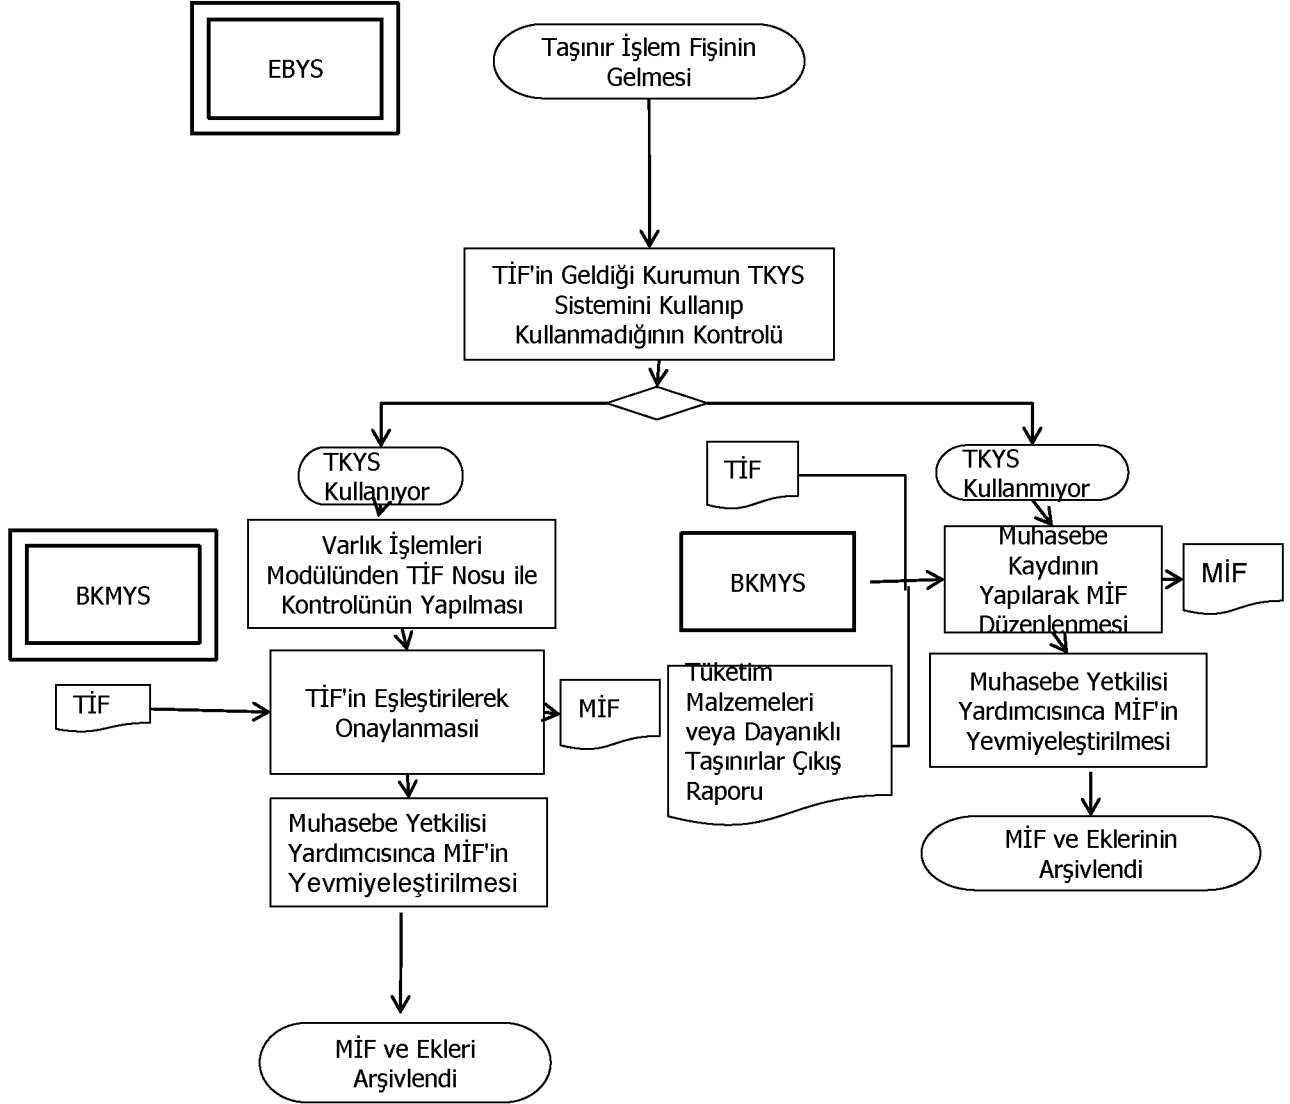 EBYS
Taşınır İşlem Fişinin
Gelmesi
TİF'in Geldiği Kurumun TKYS
Sistemini Kullanıp
Kullanmadığının Kontrolü
TKYS
Kullanıyor
Varlık İşlemleri
Modülünden TİF Nosu ile
Kontrolünün Yapılması
BKMYS
TİF
TİF'in Eşleştirilerek
Onaylanmasıi
MİF
Muhasebe Yetkilisi
Yardımcısınca MİF'in
Yevmiyeleştirilmesi
MİF ve Ekleri
Arşivlendi
TİF
BKMYS
Tüketim
Malzemeleri
veya Dayanıklı
Taşınırlar Çıkış
Raporu
TKYS
Kullanmıyor
Muhasebe
Kaydının
Yapılarak MİF
Düzenlenmesi
MİF
Muhasebe Yetkilisi
Yardımcısınca MİF'in
Yevmiyeleştirilmesi
MİF ve Eklerinin
Arşivlendi